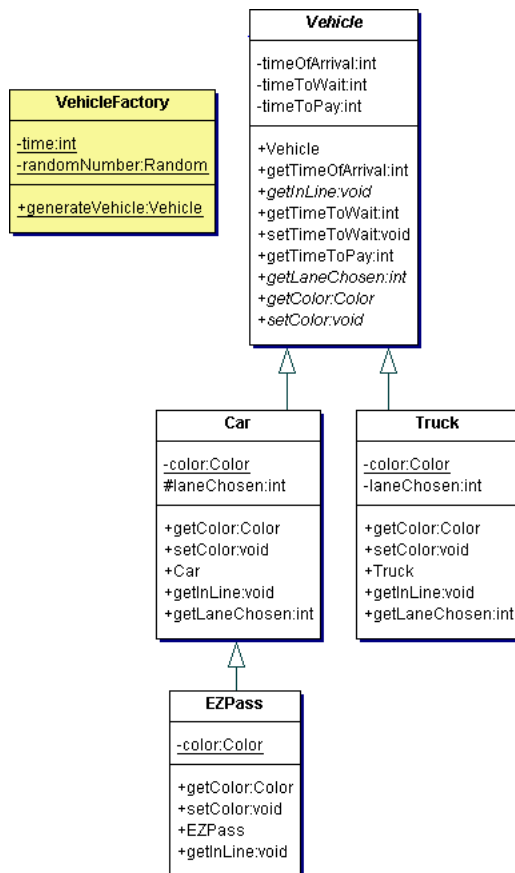 Vehicle
-timeOfArrival:int
-timeToWait:int
-timeToPay:int
+Vehicle
+getTimeOfArrival:int
+getInLine:void
+getTimeToWait:int
+setTimeToWait:void
+getTimeToPay:int
+getLaneChosen:int
+getColor:Color
+setColor:void
VehicleFactory
-time:int
-randomNumber:Random
+generateVehicle:Vehicle
Car
-color:Color
#laneChosen:int
+getColor:Color
+setColor:void
+Car
+getInLine:void
+getLaneChosen:int
Truck
-color:Color
-laneChosen:int
+getColor:Color
+setColor:void
+Truck
+getInLine:void
+getLaneChosen:int
EZPass
-color:Color
+getColor:Color
+setColor:void
+EZPass
+getInLine:void